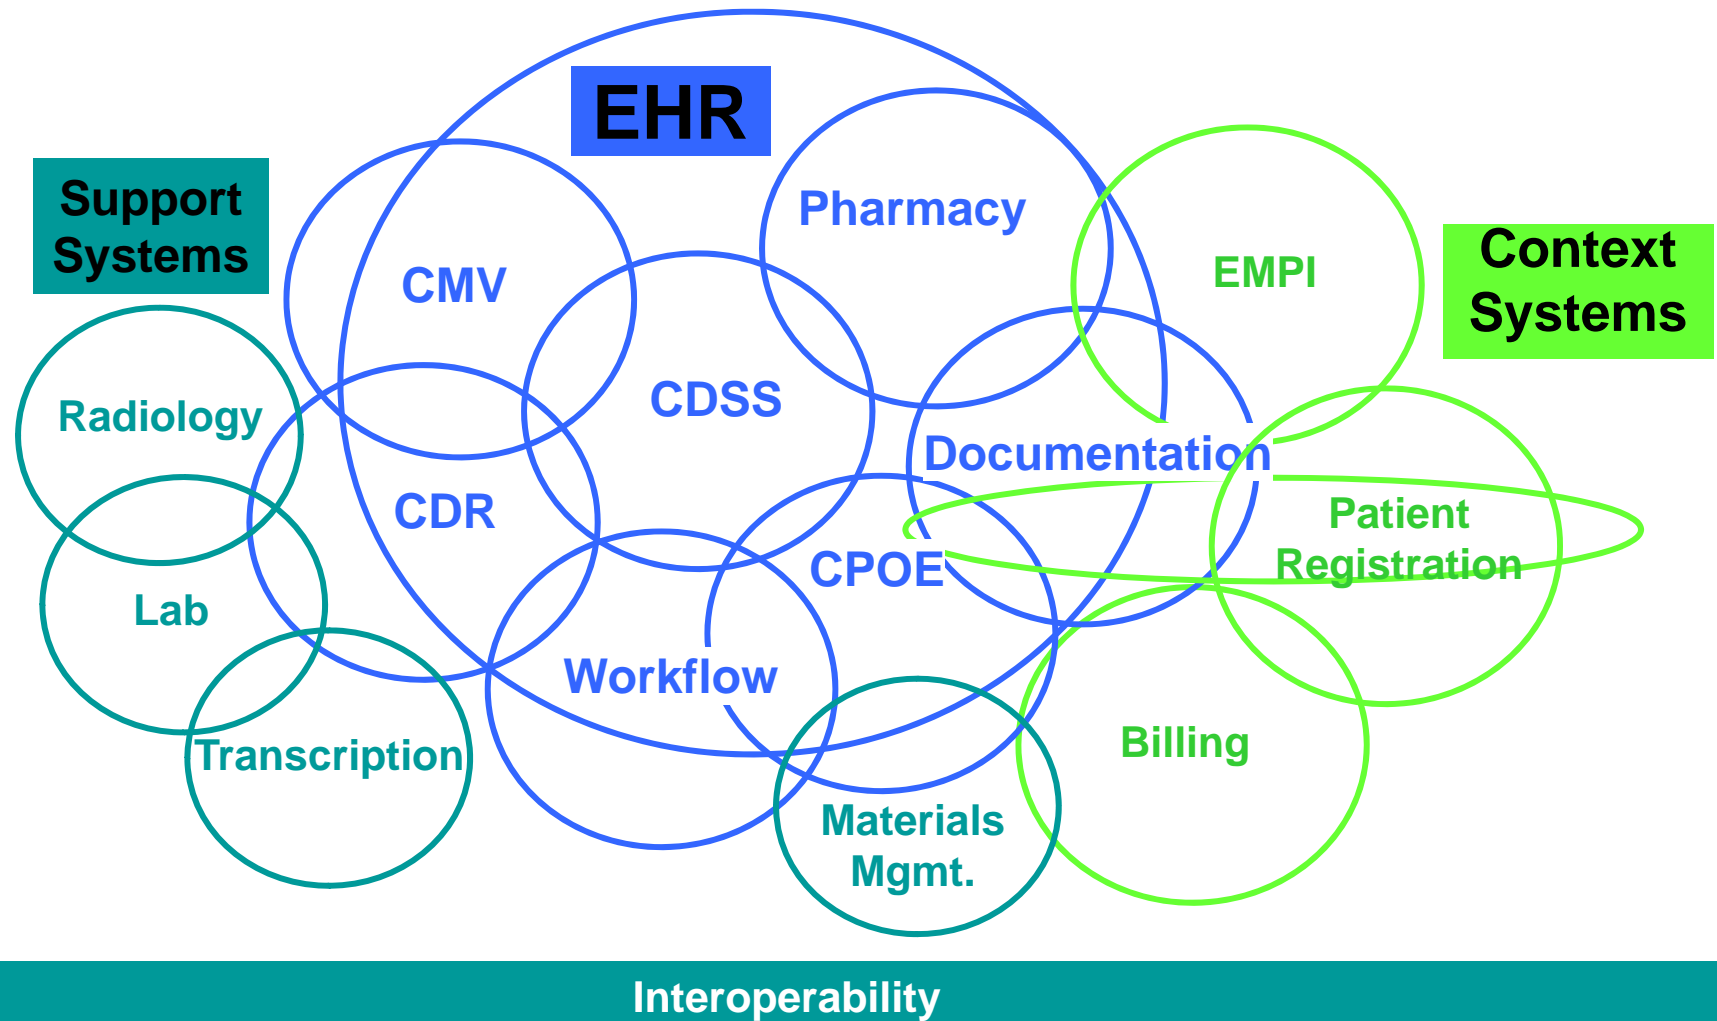 EHR
Support
Systems
Pharmacy
Context
Systems
EMPI
CMV
CDSS
Radiology
Documentation
CDR
Patient
Registration
CPOE
Lab
Workflow
Billing
Transcription
Materials
Mgmt.
Interoperability